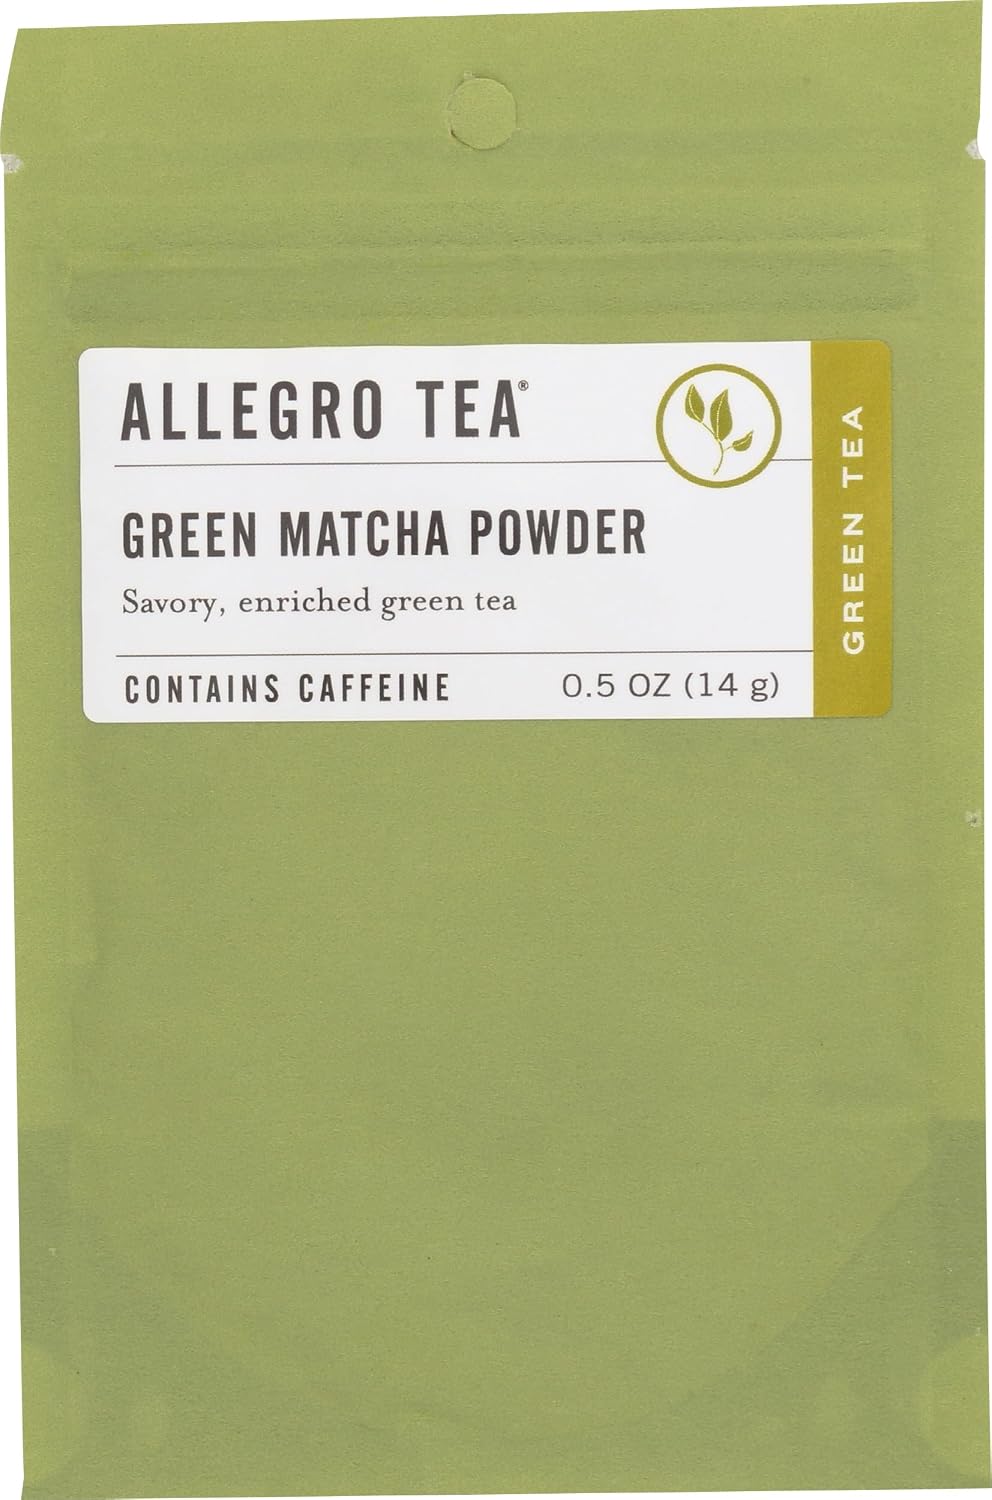 ALLEGRO TEA®
GREEN MATCHA POWDER
Savory, enriched green tea
CONTAINS CAFFEINE 0.5 OZ (14 g)
GREEN TEA